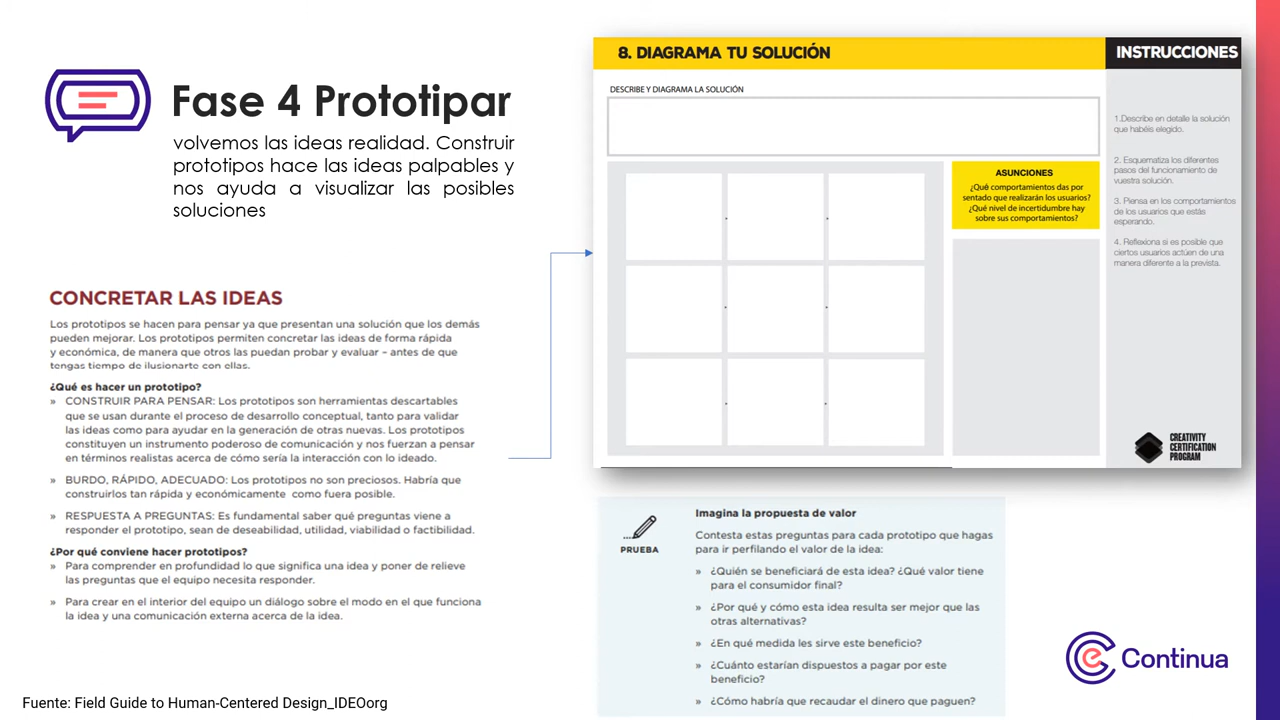 Fase 4 Prototipar
volvemos las ideas realidad. Construir
prototipos hace las ideas palpables y
nos ayuda a visualizar las posibles
soluciones
CONCRETAR LAS IDEAS
Los prototipos se hacen para pensar ya que presentan una solución que los demás
pueden mejorar. Los prototipos permiten concretar las ideas de forma rápida
y económica, de manera que otros las puedan probar y evaluar – antes de que
tengas tiempo de ilusionarte con ellas.
¿Qué es hacer un prototipo?
» CONSTRUIR PARA PENSAR: Los prototipos son herramientas descartables
que se usan durante el proceso de desarrollo conceptual, tanto para validar
las ideas como para ayudar en la generación de otras nuevas. Los prototipos
constituyen un instrumento poderoso de comunicación y nos fuerzan a pensar
en términos realistas acerca de cómo sería la interacción con lo ideado.
» BURDO, RÁPIDO, ADECUADO: Los prototipos no son preciosos. Habría que
construirlos tan rápida y económicamente como fuera posible.
» RESPUESTA A PREGUNTAS: Es fundamental saber qué preguntas viene a
responder el prototipo, sean de deseabilidad, utilidad, viabilidad o factibilidad.
¿Por qué conviene hacer prototipos?
» Para comprender en profundidad lo que significa una idea y poner de relieve
las preguntas que el equipo necesita responder.
» Para crear en el interior del equipo un diálogo sobre el modo en el que funciona
la idea y una comunicación externa acerca de la idea.
Fuente: Field Guide to Human-Centered Design_IDEOorg
8. DIAGRAMA TU SOLUCIÓN
DESCRIBE Y DIAGRAMA LA SOLUCIÓN
ASUNCIONES
¿Qué comportamientos das por
sentado que realizarán los usuarios?
¿Qué nivel de incertidumbre hay
sobre sus comportamientos?
INSTRUCCIONES
1.Describe en detalle la solución
que habéis elegido.
2. Esquematiza los diferentes
pasos del funcionamiento de
vuestra solución.
3. Piensa en los comportamientos
de los usuarios que estás
esperando.
4. Reflexiona si es posible que
ciertos usuarios actúen de una
manera diferente a la prevista.
CREATIVITY
CERTIFICATION
PROGRAM
PRUEBA
Imagina la propuesta de valor
Contesta estas preguntas para cada prototipo que hagas
para ir perfilando el valor de la idea:
» ¿Quién se beneficiará de esta idea? ¿Qué valor tiene
para el consumidor final?
» ¿Por qué y cómo esta idea resulta ser mejor que las
otras alternativas?
» ¿En qué medida les sirve este beneficio?
» ¿Cuánto estarían dispuestos a pagar por este
beneficio?
» ¿Cómo habría que recaudar el dinero que paguen?
Continua